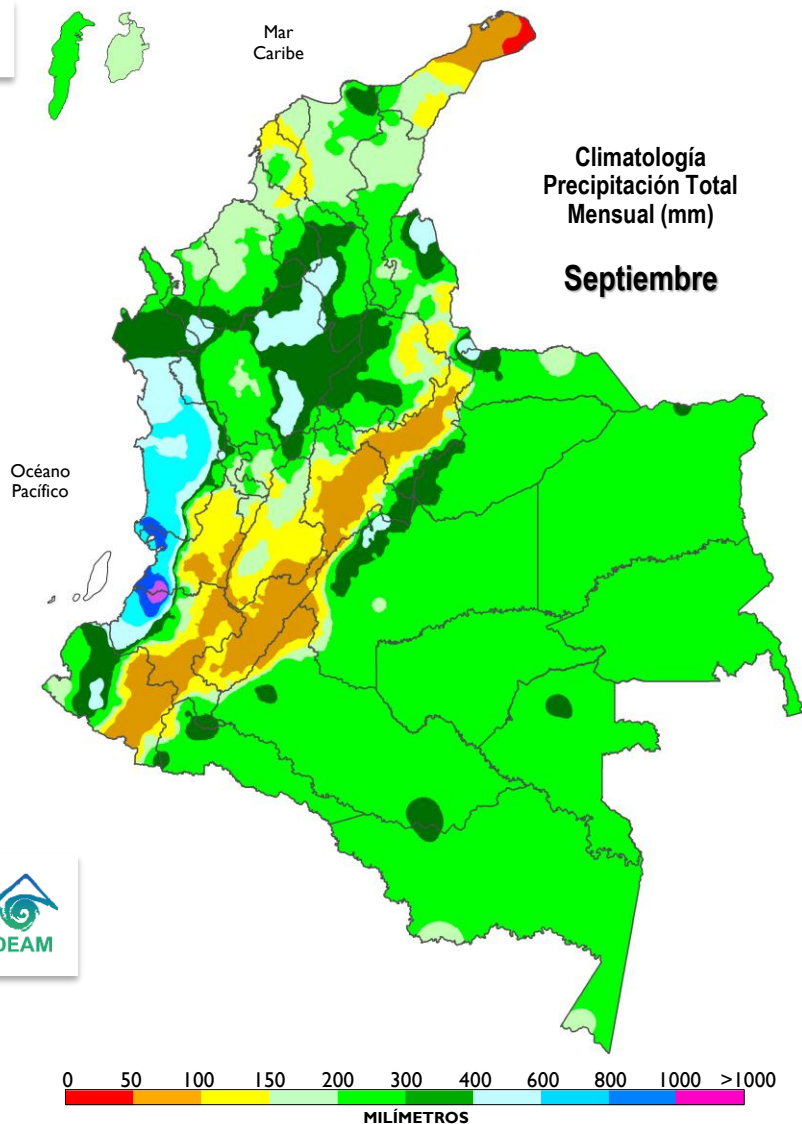 Mar
Caribe
Climatología
Precipitación Total
Mensual (mm)
Septiembre
Océano
Pacífico
DEAM
0 50 100 150 200 300 400 600 800 1000 >1000
MILÍMETROS